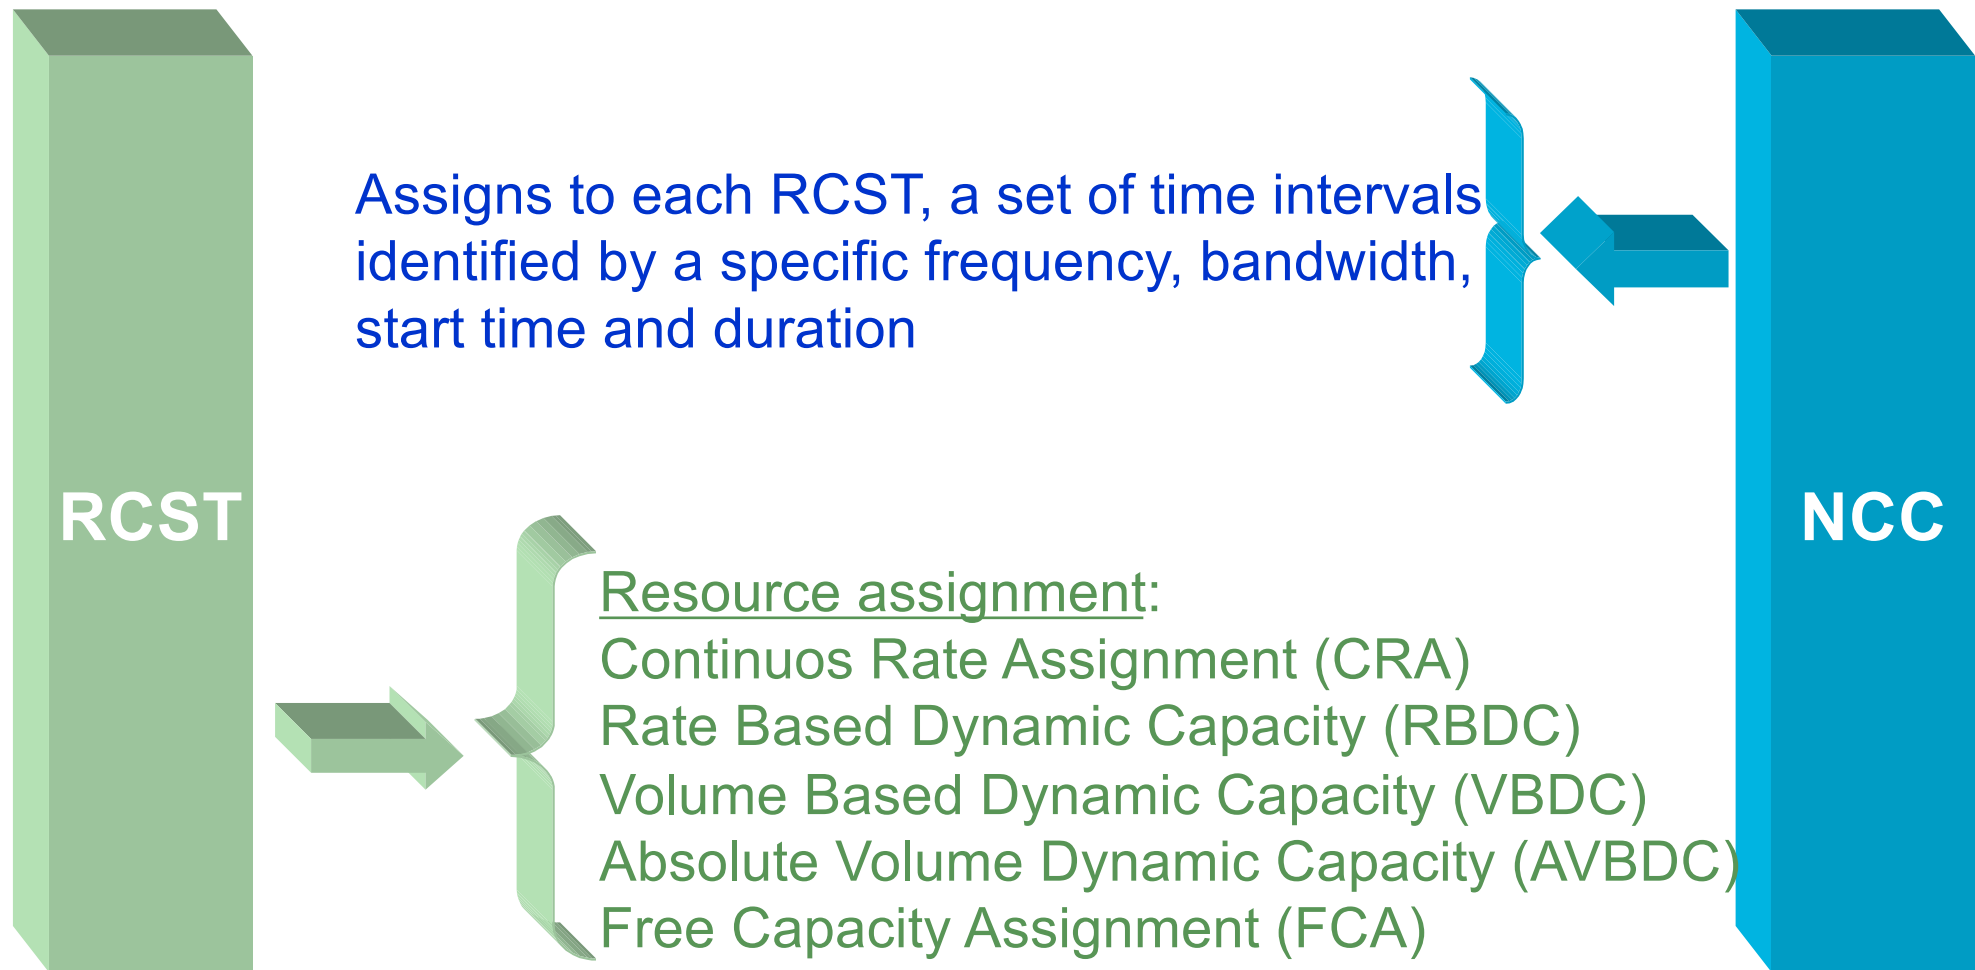 Assigns to each RCST, a set of time intervals
identified by a specific frequency, bandwidth,
start time and duration
RCST
NCC
Resource assignment:
Continuos Rate Assignment (CRA)
Rate Based Dynamic Capacity (RBDC)
Volume Based Dynamic Capacity (VBDC)
Absolute Volume Dynamic Capacity (AVBDC)
Free Capacity Assignment (FCA)